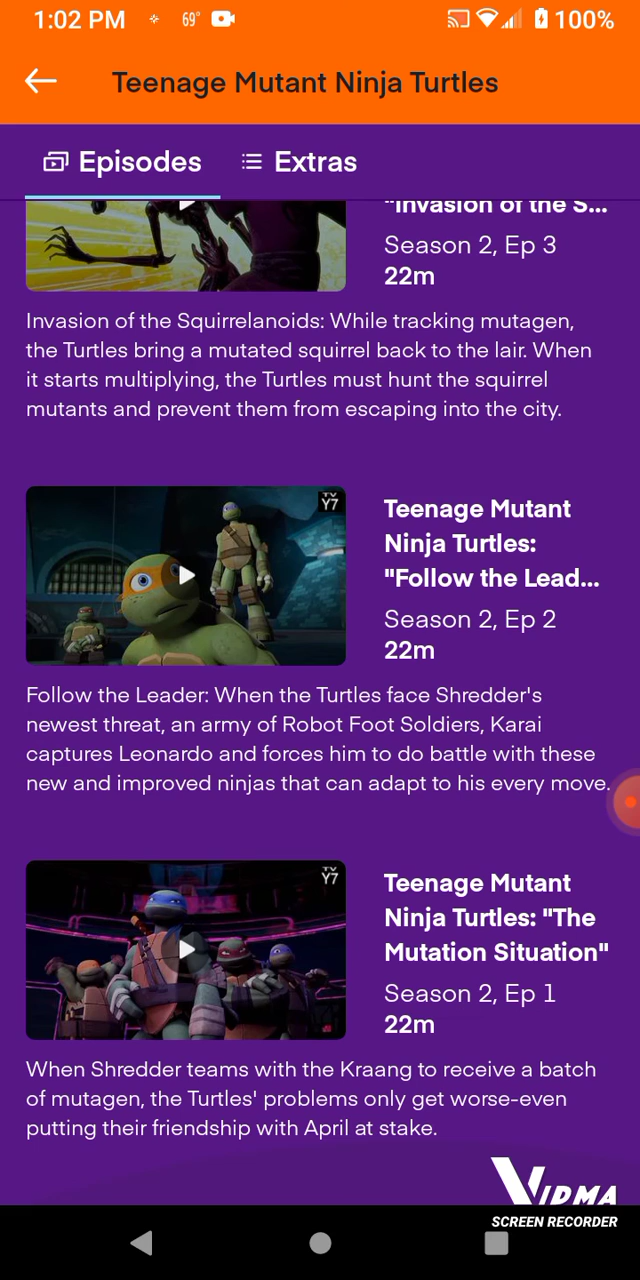 1:02 PM 69° 100%
Teenage Mutant Ninja Turtles
Episodes Extras
"Invasion of the S...
Season 2, Ep 3
22m
Invasion of the Squirrelanoids: While tracking mutagen,
the Turtles bring a mutated squirrel back to the lair. When
it starts multiplying, the Turtles must hunt the squirrel
mutants and prevent them from escaping into the city.
TV
Y7
Teenage Mutant
Ninja Turtles:
"Follow the Lead...
Season 2, Ep 2
22m
Follow the Leader: When the Turtles face Shredder's
newest threat, an army of Robot Foot Soldiers, Karai
captures Leonardo and forces him to do battle with these
new and improved ninjas that can adapt to his every move.
TV
Y7
Teenage Mutant
Ninja Turtles: "The
Mutation Situation"
Season 2, Ep 1
22m
When Shredder teams with the Kraang to receive a batch
of mutagen, the Turtles' problems only get worse-even
putting their friendship with April at stake.
VIDMA
SCREEN RECORDER